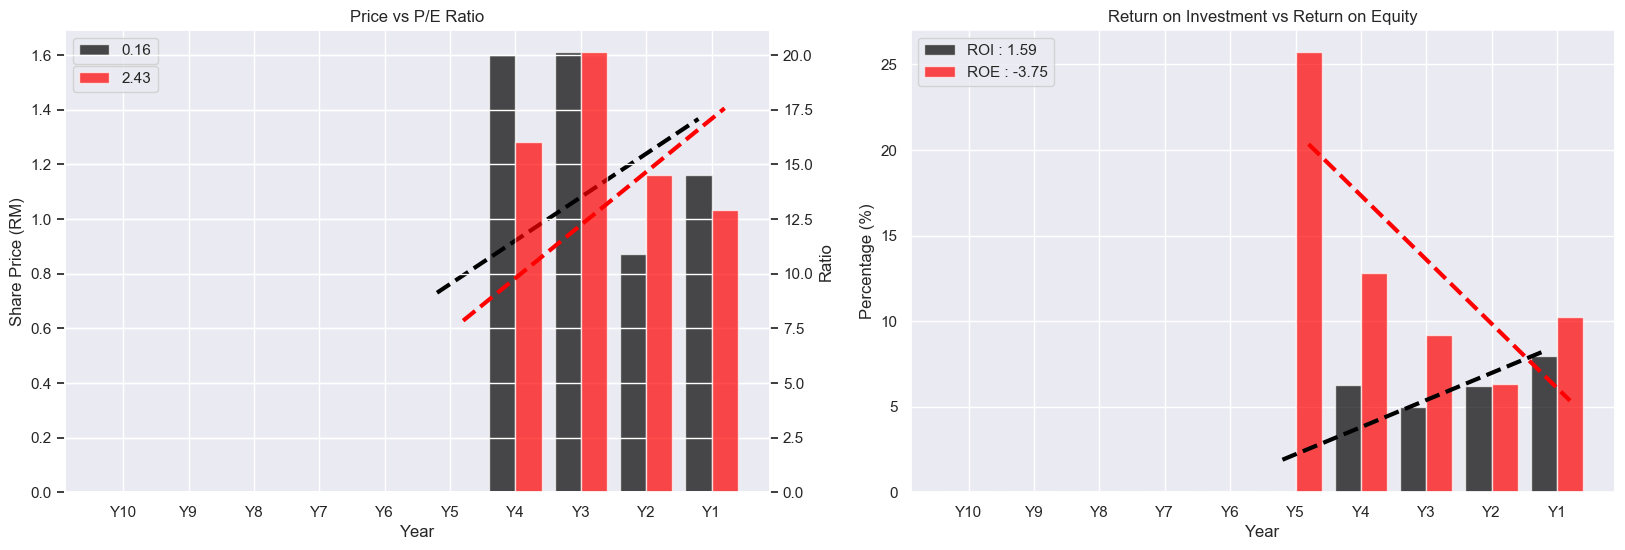 Price vs P/E Ratio
0.16
2.43
Share Price (RM)
1.6
1.4
1.2
1.0
0.8
0.6
0.4
0.2
0.0
20.0
17.5
15.0
12.5
10.0
7.5
5.0
2.5
0.0
Ratio
Y10 Y9 Y8 Y7 Y6 Y5 Y4 Y3 Y2 Y1
Year
Return on Investment vs Return on Equity
ROI : 1.59
ROE : -3.75
Percentage (%)
25
20
15
10
5
0
Y10 Y9 Y8 Y7 Y6 Y5 Y4 Y3 Y2 Y1
Year